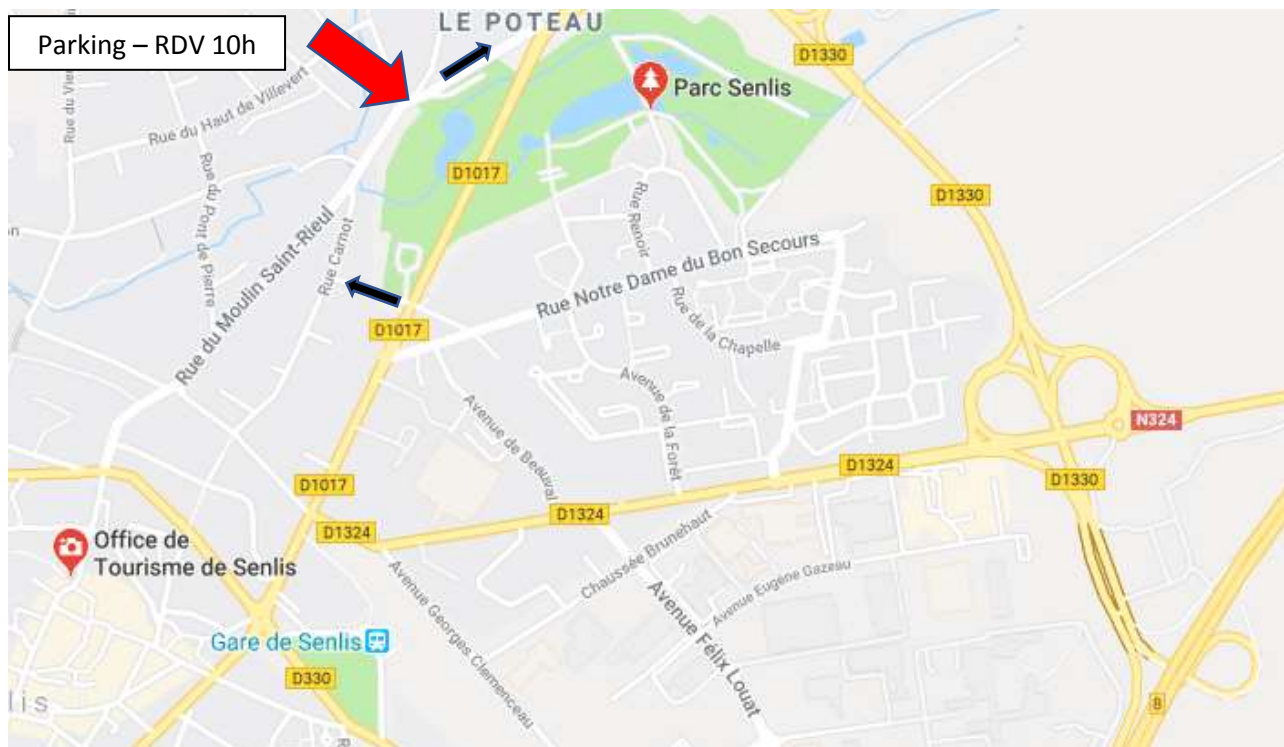 LE POTEAU
Parking – RDV 10h
D1330
Parc Senlis
Rue du Haut de Villevert
D1017
Rue du Pont de Pierre
D1330
Rue Renoir
Rue Carnot
Rue du Moulin Saint-Rieul
Rue Notre Dame du Bon Secours
D1017
Rue de la Chapelle
Avenue de la Forêt
Avenue de Beauval
N324
D1324
D1017
D1330
D1324
D1324
Office de
Tourisme de Senlis
Chaussée Brunehaut
Avenue Eugène Gazeau
Avenue Georges Clemenceau
Avenue Félix Louat
Gare de Senlis
D330
8
lis